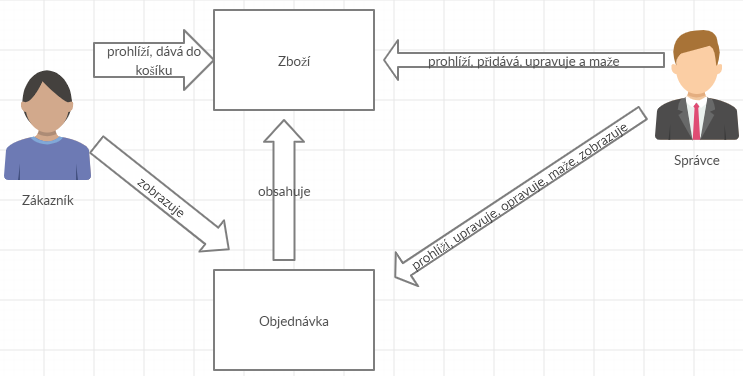 prohlíží, dává do
košíku
Zboží
prohlíží, přidává, upravuje a maže
Správce
Zákazník
zobrazuje
obsahuje
prohlíží, upravuje, opravuje, maže, zobrazuje
Objednávka